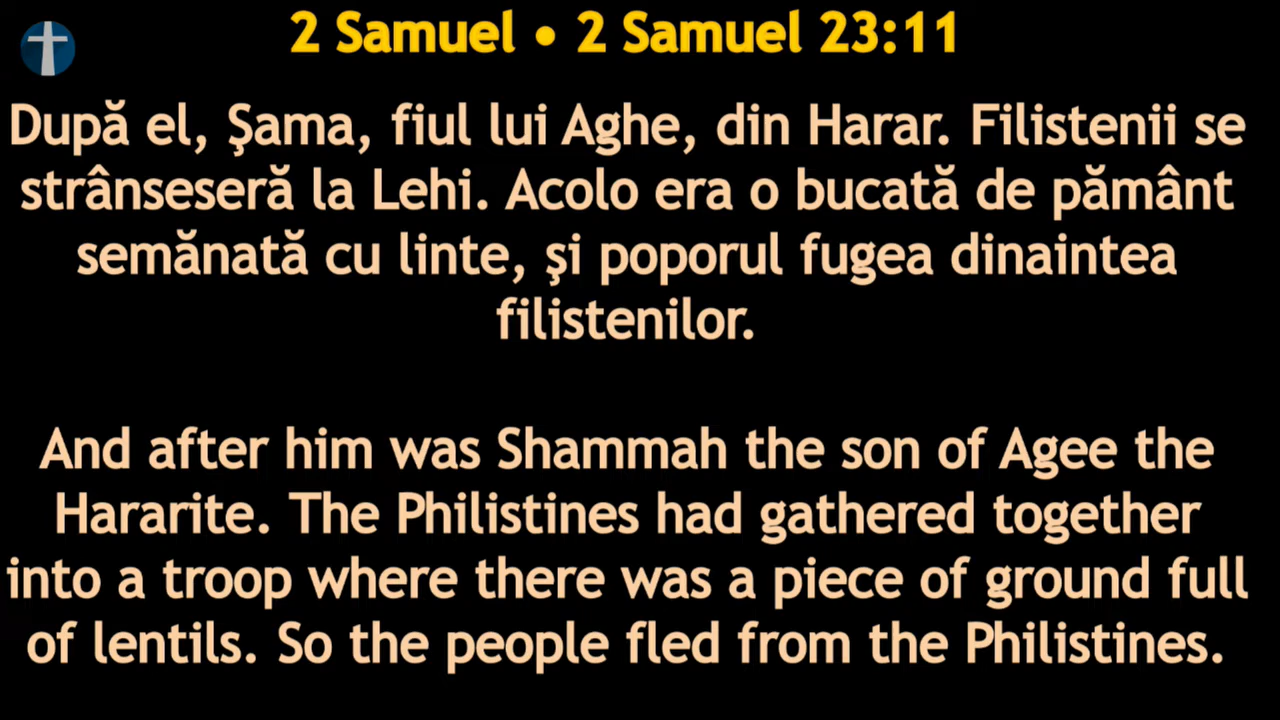 2 Samuel • 2 Samuel 23:11
După el, Şama, fiul lui Aghe, din Harar. Filistenii se
strânseseră la Lehi. Acolo era o bucată de pământ
semănată cu linte, şi poporul fugea dinaintea
filistenilor.
And after him was Shammah the son of Agee the
Hararite. The Philistines had gathered together
into a troop where there was a piece of ground full
of lentils. So the people fled from the Philistines.